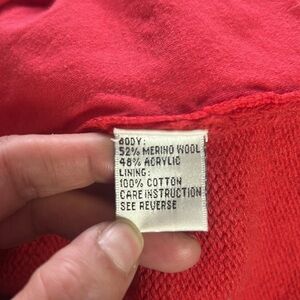 BODY:
52% MERINO WOOL
48% ACRYLIC
LINING:
100% COTTON
CARE INSTRUCTION
SEE REVERSE